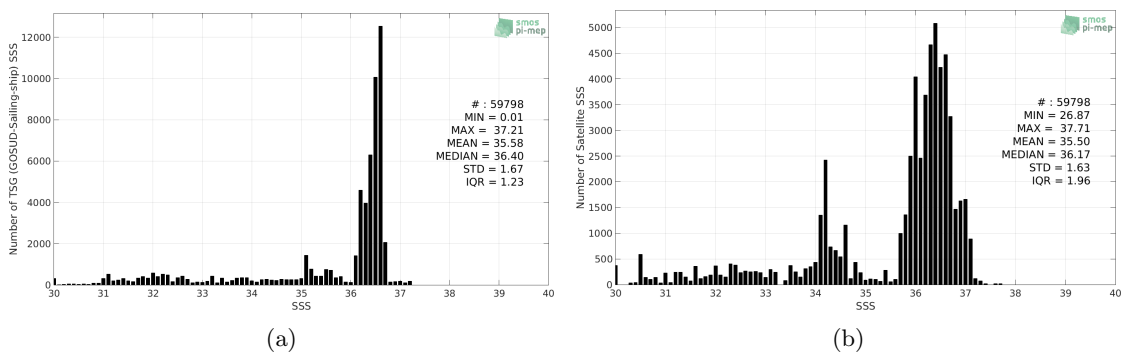 Number of TSG (GOSUD-Sailing-ship) SSS
12000
10000
8000
6000
4000
2000
0
30 31 32 33 34 35 36 37 38 39 40
SSS
# : 59798
MIN = 0.01
MAX = 37.21
MEAN = 35.58
MEDIAN = 36.40
STD = 1.67
IQR = 1.23
smos
pi-mep
(a)
Number of Satellite SSS
5000
4500
4000
3500
3000
2500
2000
1500
1000
500
0
30 31 32 33 34 35 36 37 38 39 40
SSS
# : 59798
MIN = 26.87
MAX = 37.71
MEAN = 35.50
MEDIAN = 36.17
STD = 1.63
IQR = 1.96
smos
pi-mep
(b)